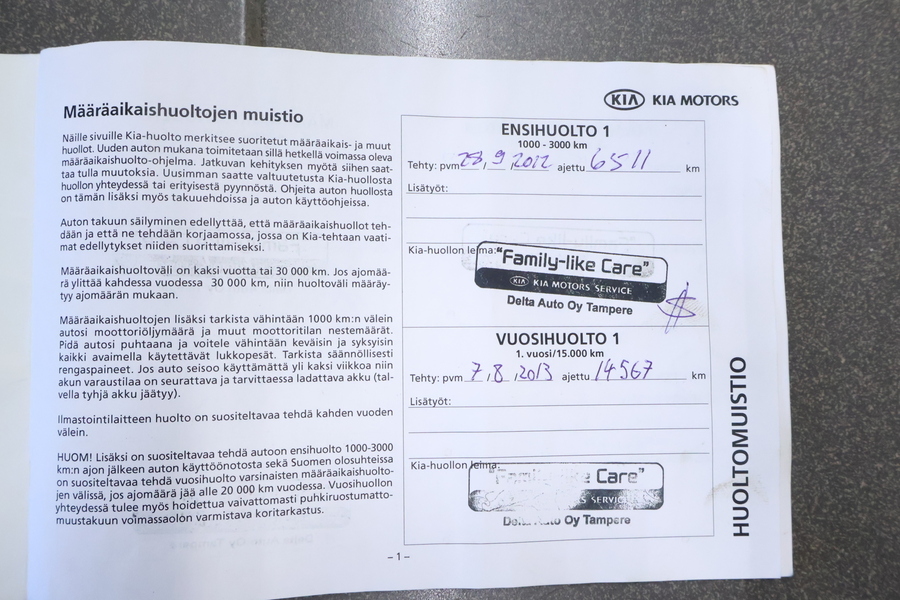 Määräaikaishuoltojen muistio
Näille sivuille Kia-huolto merkitsee suoritetut määräaikais- ja muut
huollot. Uuden auton mukana toimitetaan sillä hetkellä voimassa oleva
määräaikaishuolto-ohjelma. Jatkuvan kehityksen myötä siihen saat-
taa tulla muutoksia. Uusimman saatte valtuutetusta Kia-huollosta
huollon yhteydessä tai erityisestä pyynnöstä. Ohjeita auton huollosta
on tämän lisäksi myös takuuehdoissa ja auton käyttöohjeissa.
Auton takuun säilyminen edellyttää, että määräaikaishuollot teh-
dään ja että ne tehdään korjaamossa, jossa on Kia-tehtaan vaati-
mat edellytykset niiden suorittamiseksi.
Määräaikaishuoltoväli on kaksi vuotta tai 30 000 km. Jos ajomää-
rä ylittää kahdessa vuodessa 30 000 km, niin huoltoväli määräy-
tyy ajomäärän mukaan.
Määräaikaishuoltojen lisäksi tarkista vähintään 1000 km:n välein
autosi moottoriöljymäärä ja muut moottoritilan nestemäärät.
Pidä autosi puhtaana ja voitele vähintään keväisin ja syksyisin
kaikki avaimella käytettävät lukkopesät. Tarkista säännöllisesti
rengaspaineet. Jos auto seisoo käyttämättä yli kaksi viikkoa niin
akun varaustilaa on seurattava ja tarvittaessa ladattava akku (tal-
vella tyhjä akku jäätyy).
Ilmastointilaitteen huolto on suositeltavaa tehdä kahden vuoden
välein.
HUOM! Lisäksi on suositeltavaa tehdä autoon ensihuolto 1000-3000
km:n ajon jälkeen auton käyttöönotosta sekä Suomen olosuhteissa
on suositeltavaa tehdä vuosihuolto varsinaisten määräaikaishuolto-
jen välissä, jos ajomäärä jää alle 20 000 km vuodessa. Vuosihuollon
yhteydessä tulee myös hoidettua vaivattomasti puhkiruostumatto-
muustakuun voimassaolon varmistava koritarkastus.
KIA KIA MOTORS
ENSIHUOLTO 1
1000 - 3000 km
Tehty: pvm 28,9,2012 ajettu 6511 km
Lisätyöt:
Kia-huollon leima:
"Family-like Care"
KIA KIA MOTORS SERVICE
Delta Auto Oy Tampere
VUOSIHUOLTO 1
1. vuosi/15.000 km
Tehty: pvm 7,8,2013 ajettu 14567 km
Lisätyöt:
Kia-huollon leima:
"Family-like Care"
SERVICE
Delta Auto Oy Tampere
HUOLTOMUISTIO
– 1 –